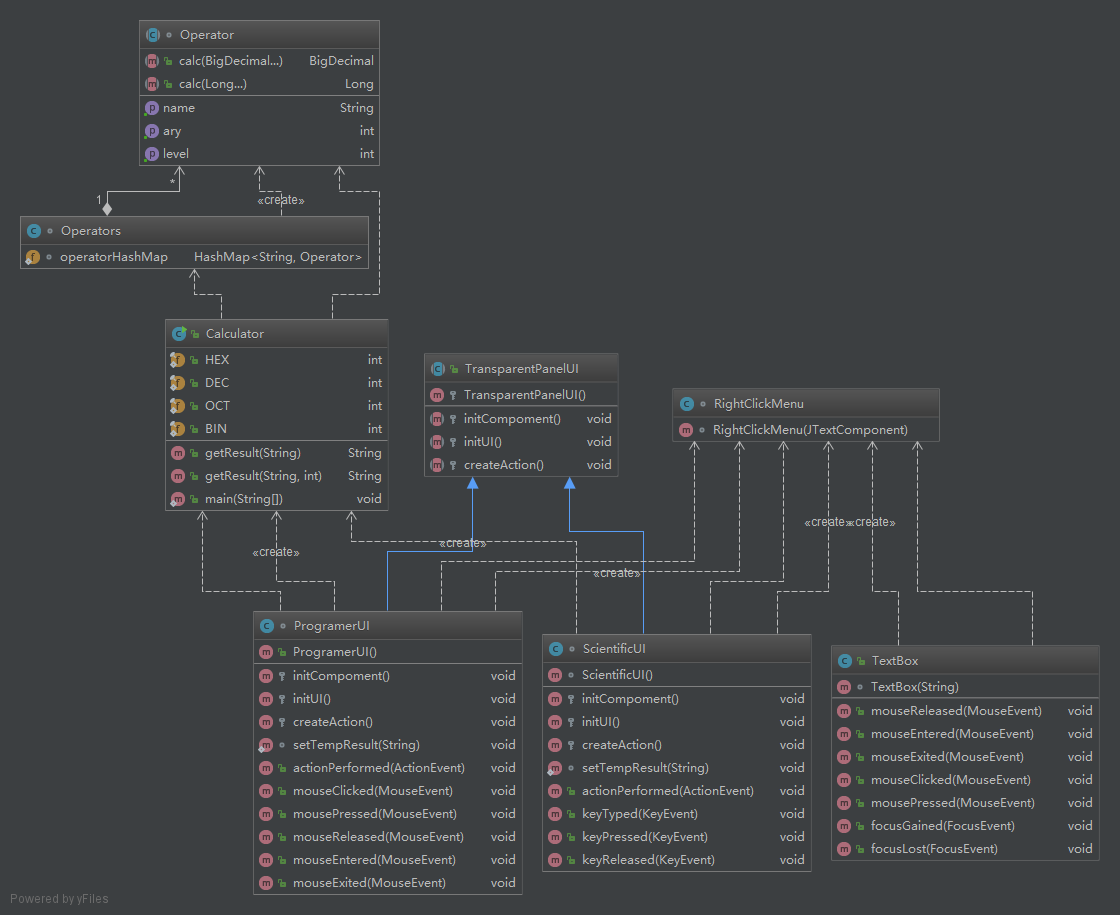 Operator
calc(BigDecimal...) BigDecimal
calc(Long...) Long
name String
ary int
level int
*
1
«create»
Operators
operatorHashMap HashMap<String, Operator>
Calculator
HEX int
DEC int
OCT int
BIN int
getResult(String) String
getResult(String, int) String
main(String[]) void
TransparentPanelUI
TransparentPanelUI()
initCompoment() void
initUI() void
createAction() void
RightClickMenu
RightClickMenu(JTextComponent)
«create»
«create»
«create»
«create»
«create»
ProgramerUI
ProgramerUI()
initCompoment() void
initUI() void
createAction() void
setTempResult(String) void
actionPerformed(ActionEvent) void
mouseClicked(MouseEvent) void
mousePressed(MouseEvent) void
mouseReleased(MouseEvent) void
mouseEntered(MouseEvent) void
mouseExited(MouseEvent) void
ScientificUI
ScientificUI()
initCompoment() void
initUI() void
createAction() void
setTempResult(String) void
actionPerformed(ActionEvent) void
keyTyped(KeyEvent) void
keyPressed(KeyEvent) void
keyReleased(KeyEvent) void
TextBox
TextBox(String)
mouseReleased(MouseEvent) void
mouseEntered(MouseEvent) void
mouseExited(MouseEvent) void
mouseClicked(MouseEvent) void
mousePressed(MouseEvent) void
focusGained(FocusEvent) void
focusLost(FocusEvent) void
Powered by yFiles